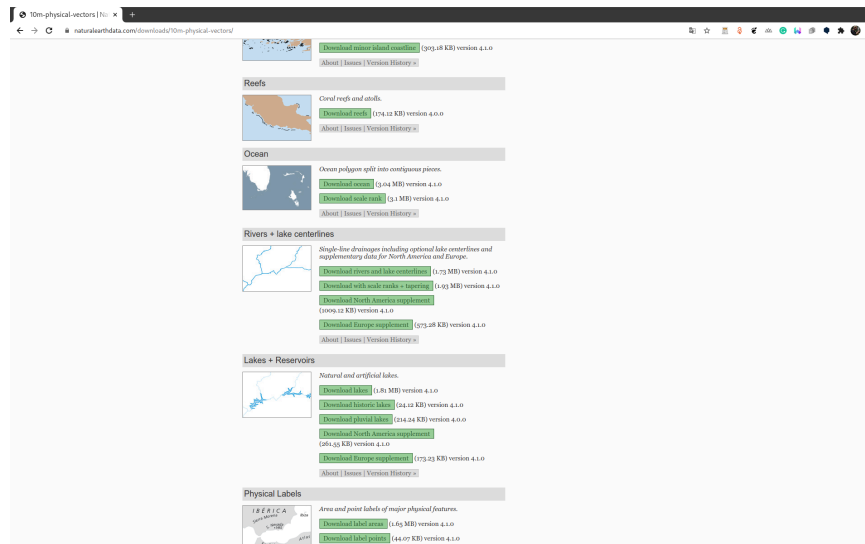 10m-physical-vectors | Na
naturalearthdata.com/downloads/10m-physical-vectors/
Download minor island coastline (303.18 KB) version 4.1.0
About | Issues | Version History »
Reefs
Coral reefs and atolls.
Download reefs (174.12 KB) version 4.0.0
About | Issues | Version History »
Ocean
Ocean polygon split into contiguous pieces.
Download ocean (3.04 MB) version 4.1.0
Download scale rank (3.1 MB) version 4.1.0
About | Issues | Version History »
Rivers + lake centerlines
Single-line drainages including optional lake centerlines and
supplementary data for North America and Europe.
Download rivers and lake centerlines (1.73 MB) version 4.1.0
Download with scale ranks + tapering (1.93 MB) version 4.1.0
Download North America supplement
(1009.12 KB) version 4.1.0
Download Europe supplement (573.28 KB) version 4.1.0
About | Issues | Version History »
Lakes + Reservoirs
Natural and artificial lakes.
Download lakes (1.81 MB) version 4.1.0
Download historic lakes (24.12 KB) version 4.1.0
Download pluvial lakes (214.24 KB) version 4.0.0
Download North America supplement
(261.55 KB) version 4.1.0
Download Europe supplement (173.23 KB) version 4.1.0
About | Issues | Version History »
Physical Labels
IBÉRICA
Area and point labels of major physical features.
Download label areas (1.65 MB) version 4.1.0
Download label points (44.07 KB) version 4.1.0